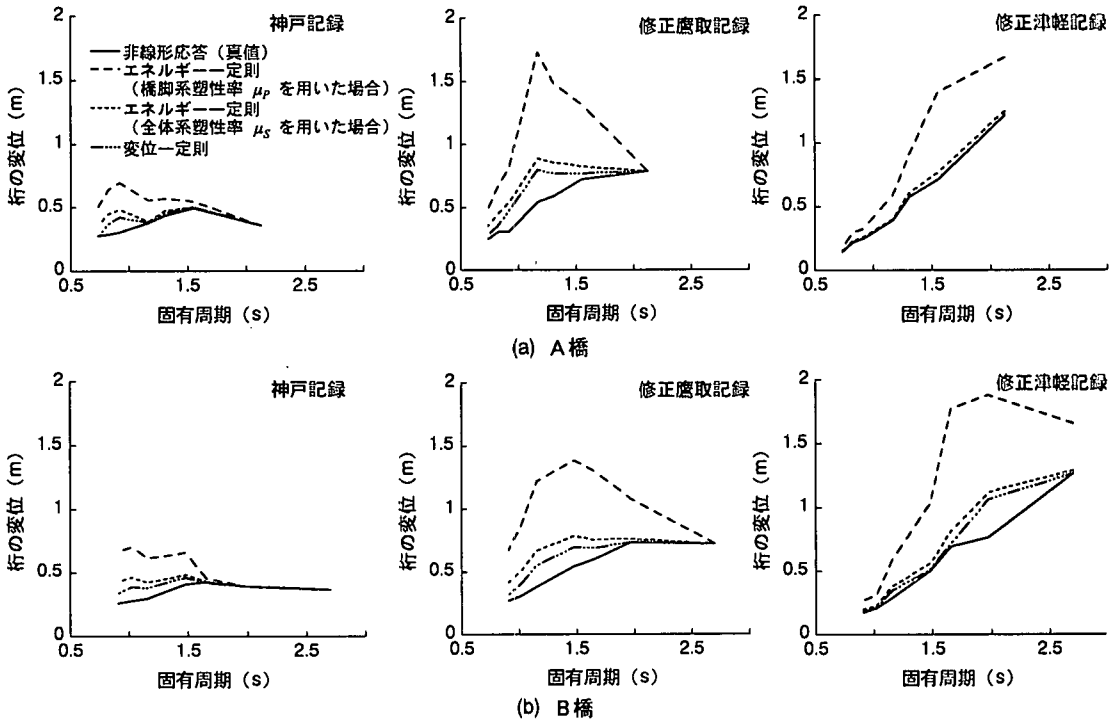 神戸記録
非線形応答（真値）
エネルギー一定則
（橋脚系塑性率 μP を用いた場合）
エネルギー一定則
（全体系塑性率 μS を用いた場合）
変位一定則
桁の変位（m）
2
1.5
1
0.5
0
0.5
1.5
2.5
固有周期（s）
修正鷹取記録
桁の変位（m）
2
1.5
1
0.5
0
0.5
1.5
2.5
固有周期（s）
修正津軽記録
桁の変位（m）
2
1.5
1
0.5
0
0.5
1.5
2.5
固有周期（s）
(a) A橋
神戸記録
桁の変位（m）
2
1.5
1
0.5
0
0.5
1.5
2.5
固有周期（s）
修正鷹取記録
桁の変位（m）
2
1.5
1
0.5
0
0.5
1.5
2.5
固有周期（s）
修正津軽記録
桁の変位（m）
2
1.5
1
0.5
0
0.5
1.5
2.5
固有周期（s）
(b) B橋